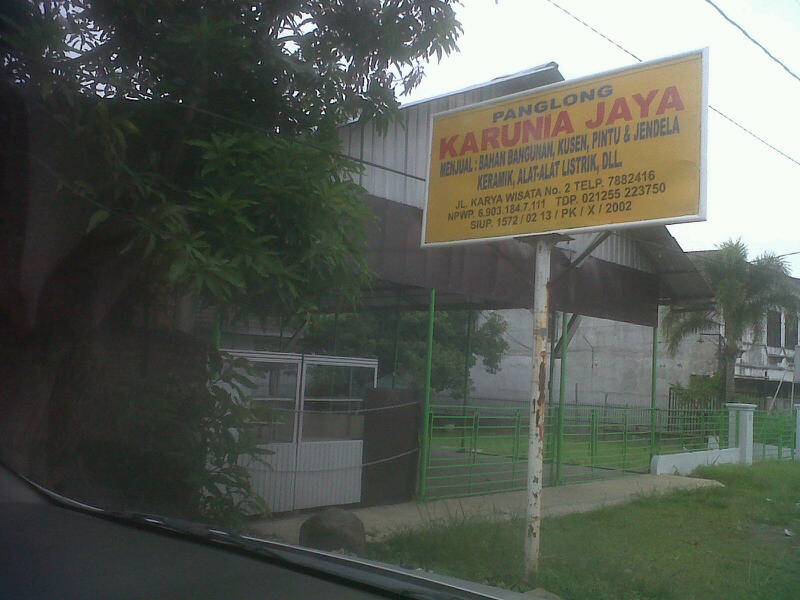 PANGLONG
KARUNIA JAYA
MENJUAL : BAHAN BANGUNAN, KUSEN, PINTU & JENDELA
KERAMIK, ALAT-ALAT LISTRIK, DLL.
JL. KARYA WISATA No. 2 TELP. 7882416
NPWP. 6.903.184.7.111 TDP. 021255 223750
SIUP. 1572 / 02 13 / PK / X / 2002